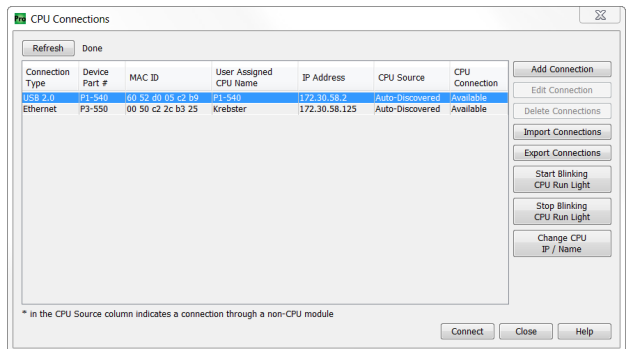 Pro CPU Connections
Refresh Done
Connection Type Device Part # MAC ID User Assigned CPU Name IP Address CPU Source CPU Connection
USB 2.0 P1-540 60 52 d0 05 c2 b9 P1-540 172.30.58.2 Auto-Discovered Available
Ethernet P3-550 00 50 c2 2c b3 25 Krebster 172.30.58.125 Auto-Discovered Available
Add Connection
Edit Connection
Delete Connections
Import Connections
Export Connections
Start Blinking
CPU Run Light
Stop Blinking
CPU Run Light
Change CPU
IP / Name
* in the CPU Source column indicates a connection through a non-CPU module
Connect Close Help